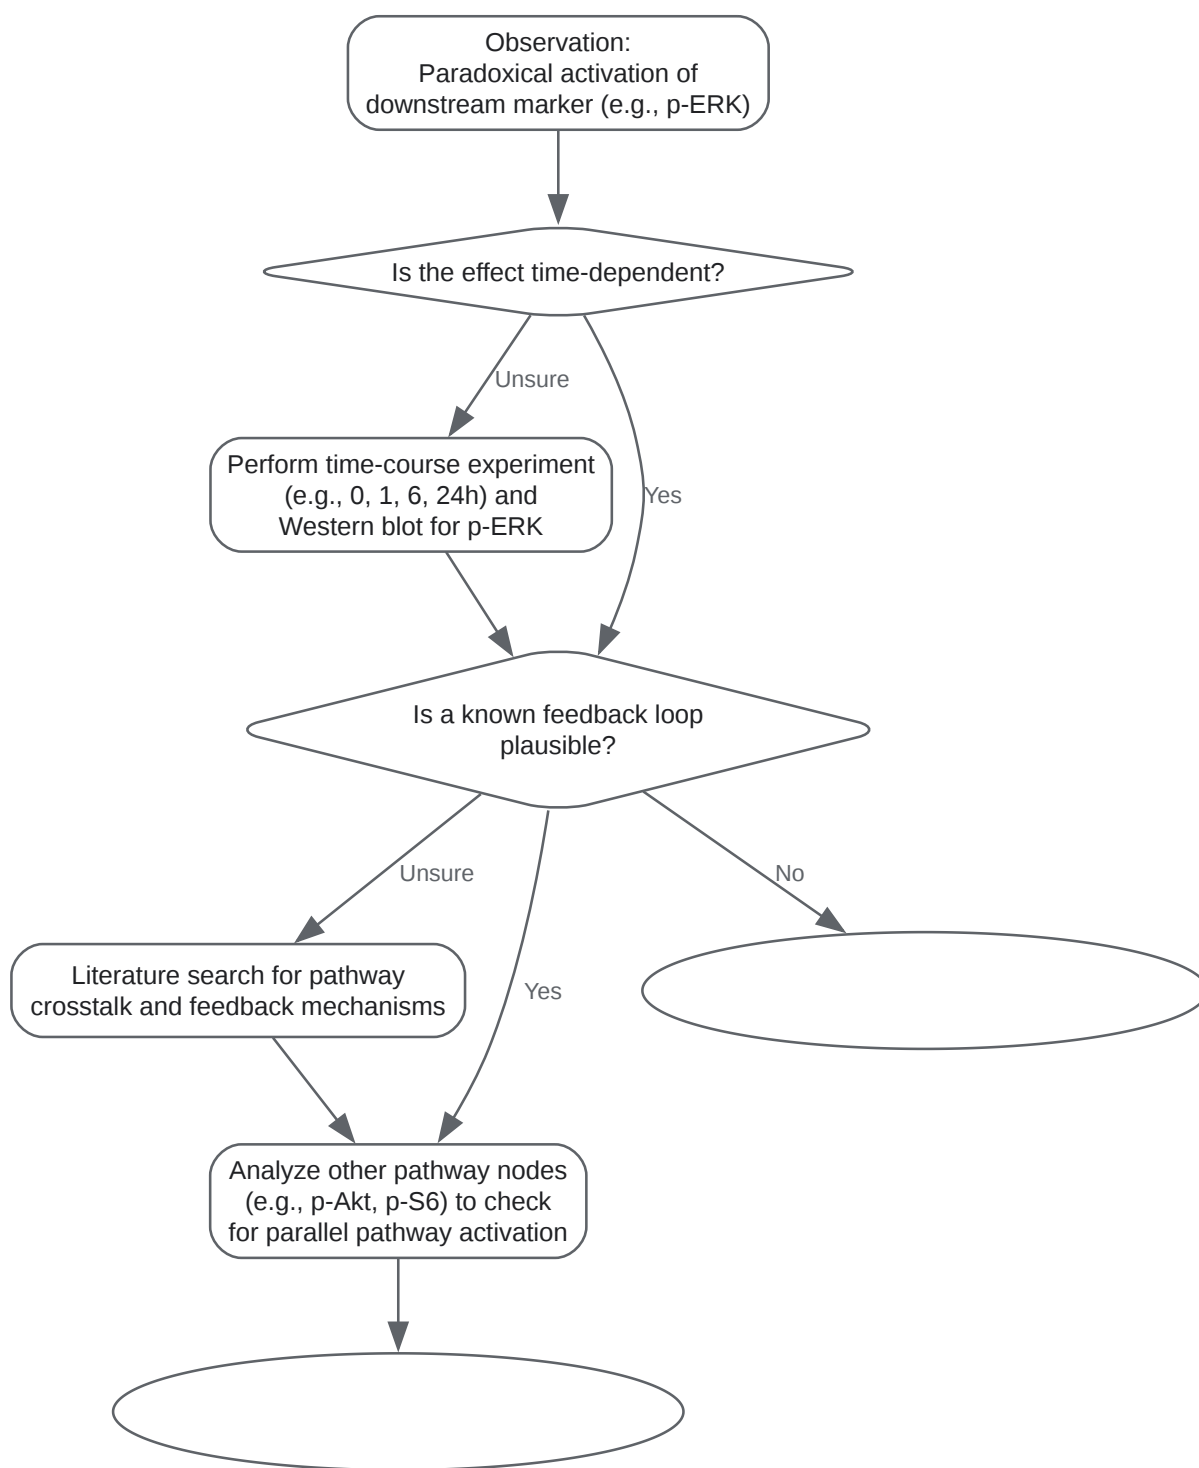 Observation:
Paradoxical activation of
downstream marker (e.g., p-ERK)
Is the effect time-dependent?
Unsure
Perform time-course experiment
(e.g., 0, 1, 6, 24h) and
Western blot for p-ERK
Yes
Is a known feedback loop
plausible?
Unsure
No
Literature search for pathway
crosstalk and feedback mechanisms
Yes
Analyze other pathway nodes
(e.g., p-Akt, p-S6) to check
for parallel pathway activation